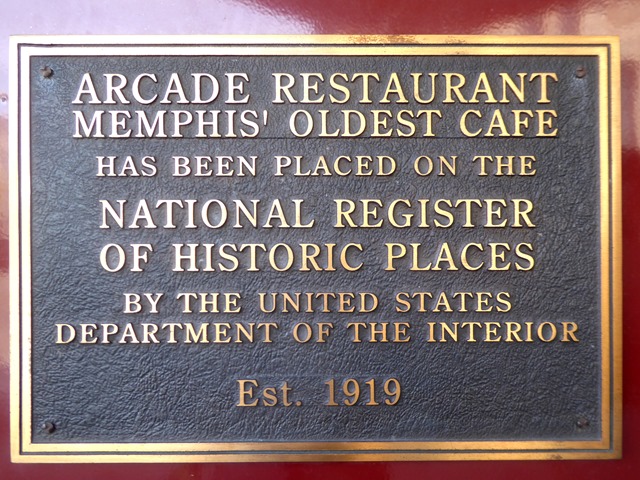 ARCADE RESTAURANT
MEMPHIS' OLDEST CAFE
HAS BEEN PLACED ON THE
NATIONAL REGISTER
OF HISTORIC PLACES
BY THE UNITED STATES
DEPARTMENT OF THE INTERIOR
Est. 1919